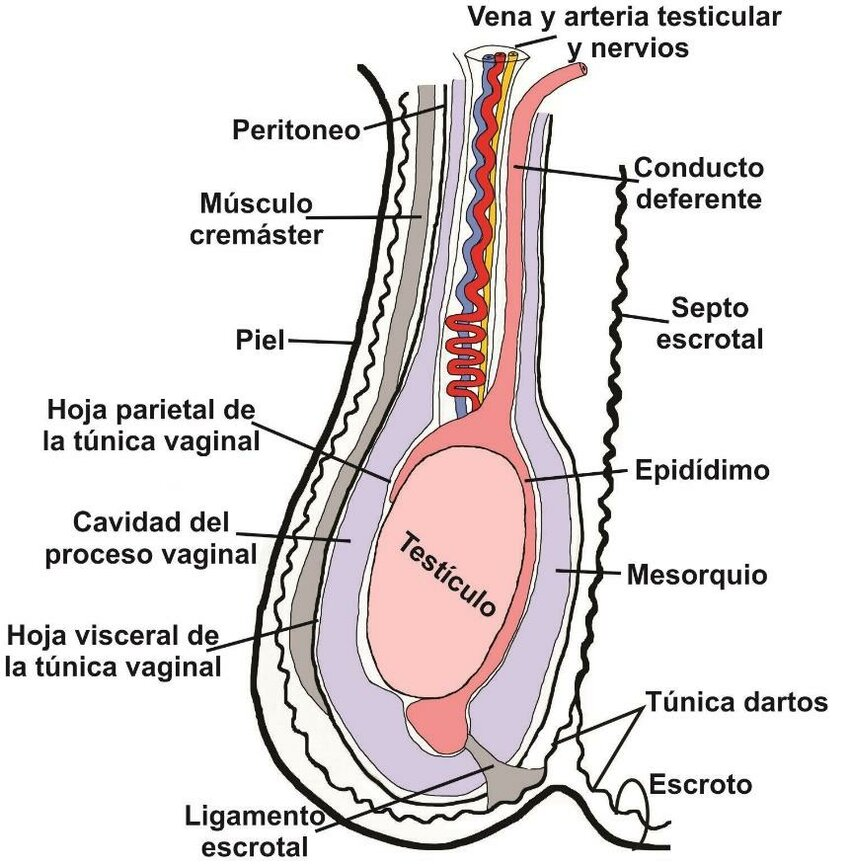 Vena y arteria testicular
y nervios
Peritoneo
Conducto
deferente
Músculo
cremáster
Septo
escrotal
Piel
Hoja parietal de
la túnica vaginal
Epidídimo
Cavidad del
proceso vaginal
Testículo
Mesorquio
Hoja visceral de
la túnica vaginal
Túnica dartos
Escroto
Ligamento
escrotal